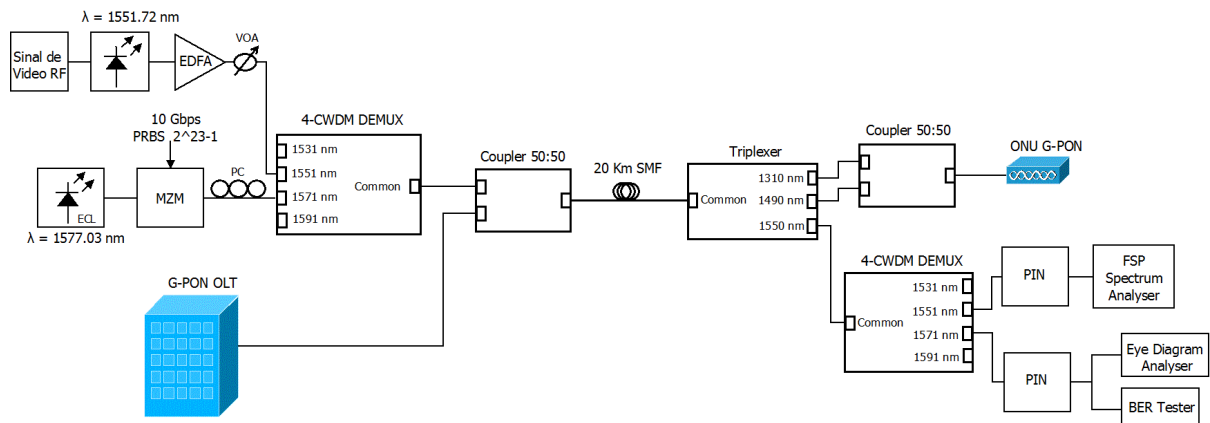 λ = 1551.72 nm
Sinal de
Video RF
EDFA
VOA
10 Gbps
PRBS 2^23-1
ECL
λ = 1577.03 nm
MZM
PC
4-CWDM DEMUX
1531 nm
1551 nm
1571 nm
1591 nm
Common
G-PON OLT
Coupler 50:50
20 Km SMF
Triplexer
Common
1310 nm
1490 nm
1550 nm
Coupler 50:50
ONU G-PON
4-CWDM DEMUX
Common
1531 nm
1551 nm
1571 nm
1591 nm
PIN
FSP
Spectrum
Analyser
PIN
Eye Diagram
Analyser
BER Tester